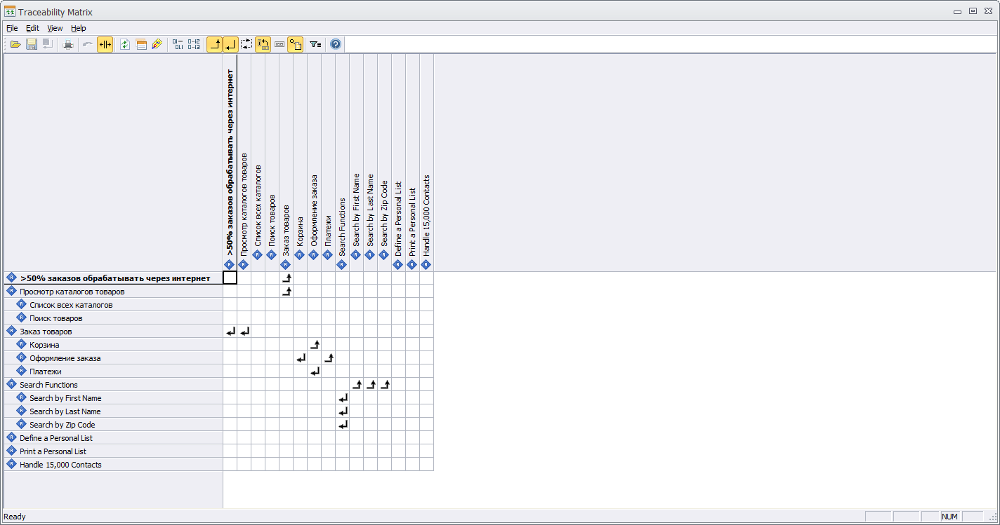 Traceability Matrix
File Edit View Help
>50% заказов обрабатывать через интернет
Просмотр каталогов товаров
Список всех каталогов
Поиск товаров
Заказ товаров
Корзина
Оформление заказа
Платежи
Search Functions
Search by First Name
Search by Last Name
Search by Zip Code
Define a Personal List
Print a Personal List
Handle 15,000 Contacts
>50% заказов обрабатывать через интернет
Просмотр каталогов товаров
Список всех каталогов
Поиск товаров
Заказ товаров
Корзина
Оформление заказа
Платежи
Search Functions
Search by First Name
Search by Last Name
Search by Zip Code
Define a Personal List
Print a Personal List
Handle 15,000 Contacts
Ready NUM